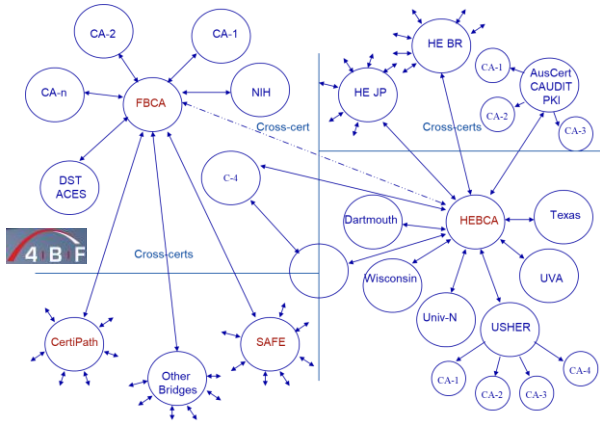 CA-2
CA-1
HE BR
CA-1
AusCert
CAUDIT
PKI
CA-n
FBCA
NIH
HE JP
CA-2
CA-3
Cross-cert
Cross-certs
DST
ACES
C-4
Dartmouth
HEBCA
Texas
4BF
Cross-certs
Wisconsin
UVA
Univ-N
USHER
CertiPath
SAFE
Other
Bridges
CA-1
CA-2
CA-3
CA-4